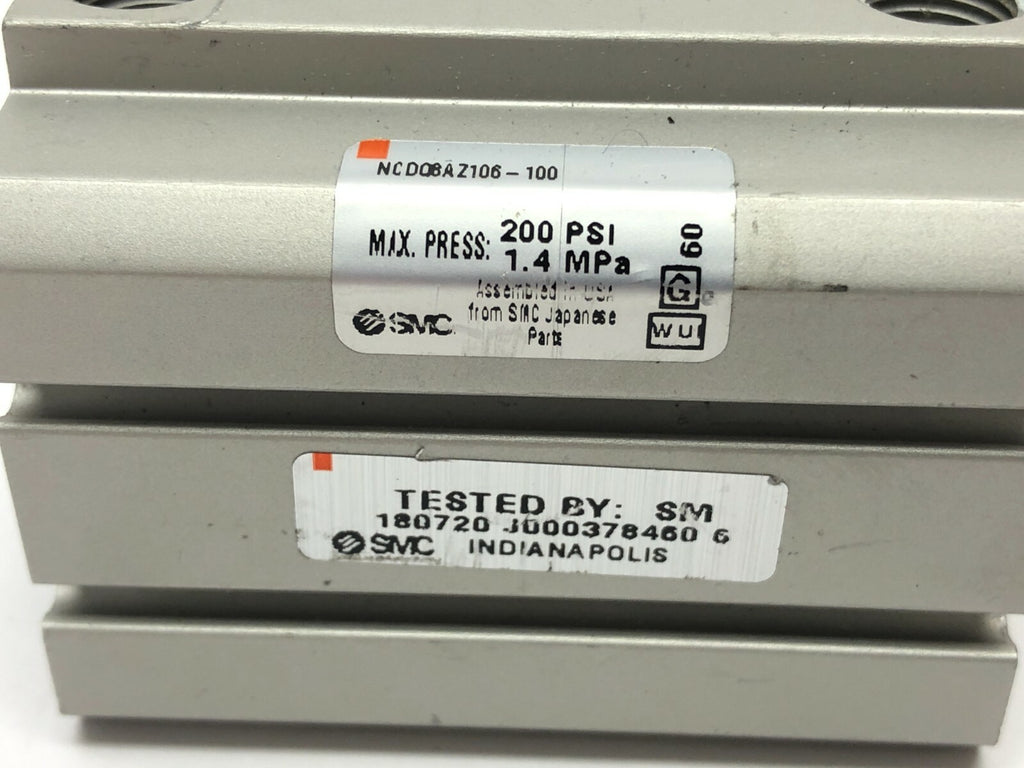 NCDQ8AZ106-100
MAX. PRESS: 200 PSI
1.4 MPa
Assembled in USA
from SMC Japanese
Parts
SMC
60
G
WU
TESTED BY: SM
180720 J000378460 6
SMC INDIANAPOLIS